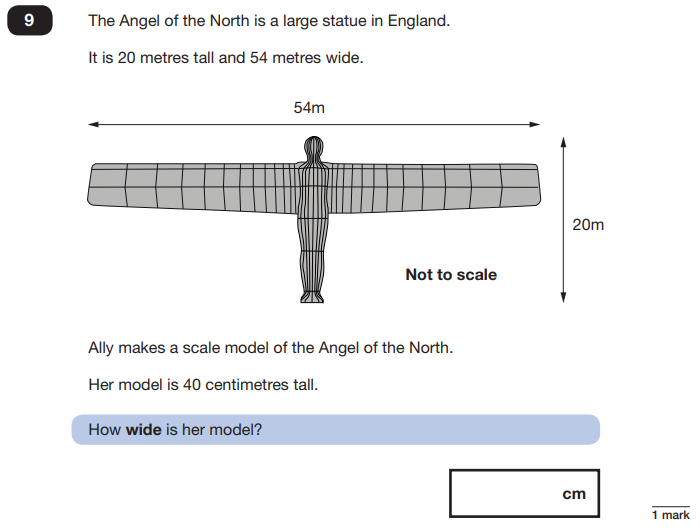 9
The Angel of the North is a large statue in England.
It is 20 metres tall and 54 metres wide.
54m
20m
Not to scale
Ally makes a scale model of the Angel of the North.
Her model is 40 centimetres tall.
How wide is her model?
cm
1 mark